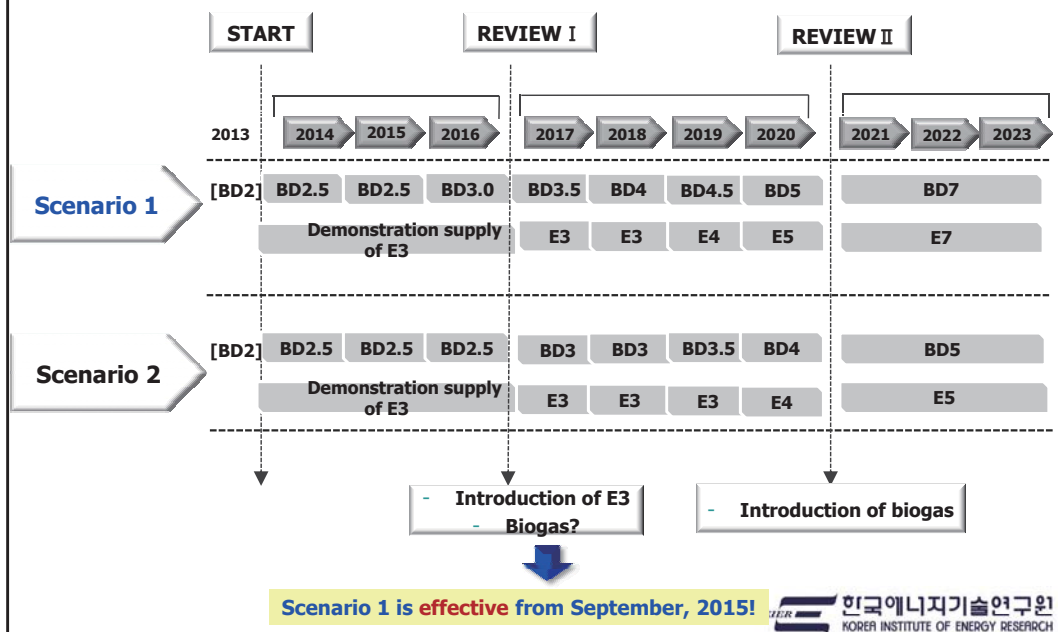 START
REVIEW Ⅰ
REVIEW Ⅱ
2013
2014
2015
2016
2017
2018
2019
2020
2021
2022
2023
Scenario 1
[BD2]
BD2.5
BD2.5
BD3.0
BD3.5
BD4
BD4.5
BD5
BD7
Demonstration supply
of E3
E3
E3
E4
E5
E7
Scenario 2
[BD2]
BD2.5
BD2.5
BD2.5
BD3
BD3
BD3.5
BD4
BD5
Demonstration supply
of E3
E3
E3
E3
E4
E5
- Introduction of E3
- Biogas?
- Introduction of biogas
Scenario 1 is effective from September, 2015!
KIER
한국에너지기술연구원
KOREA INSTITUTE OF ENERGY RESEARCH